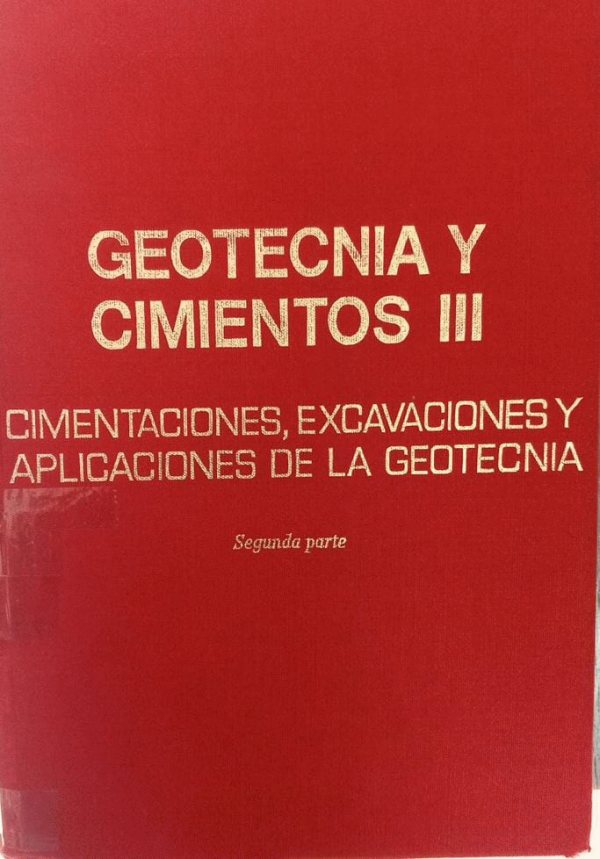 GEOTECNIA Y
CIMIENTOS III
CIMENTACIONES, EXCAVACIONES Y
APLICACIONES DE LA GEOTECNIA
Segunda parte